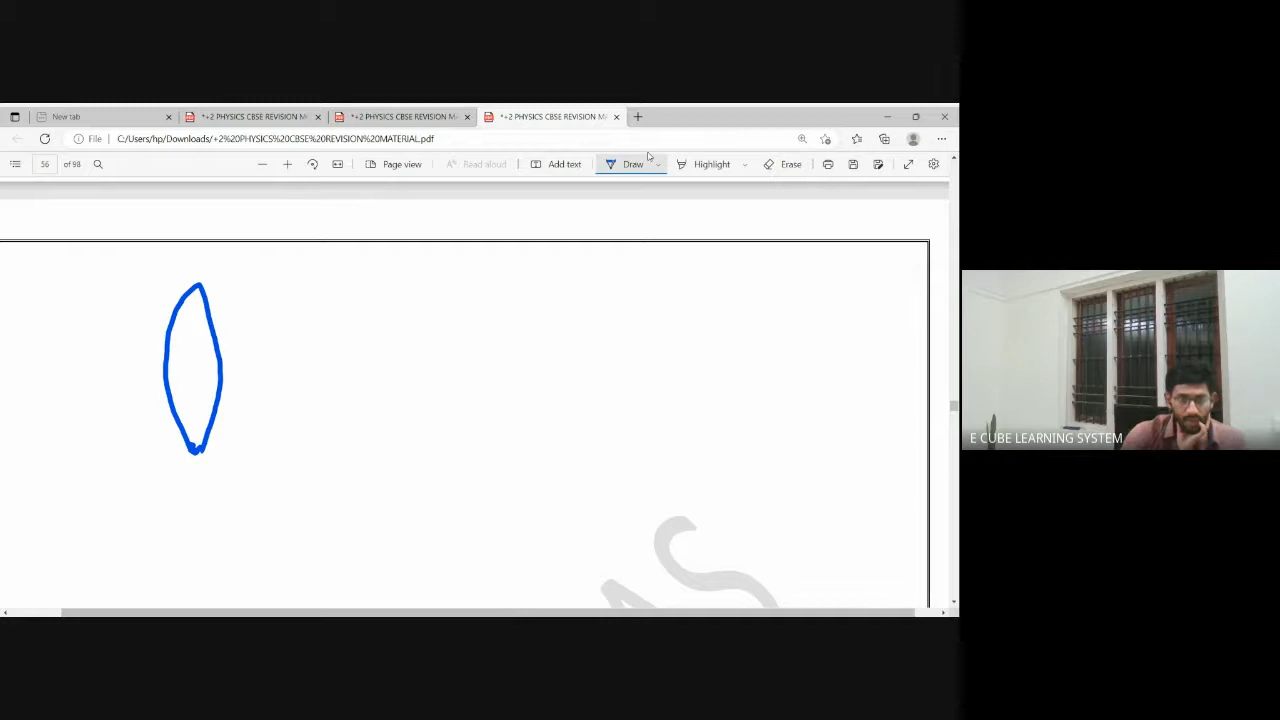 New tab
*+2 PHYSICS CBSE REVISION M
*+2 PHYSICS CBSE REVISION MA
*+2 PHYSICS CBSE REVISION MA
File
C:/Users/hp/Downloads/+2%20PHYSICS%20CBSE%20REVISION%20MATERIAL.pdf
56 of 98
Page view
Read aloud
Add text
Draw
Highlight
Erase
E CUBE LEARNING SYSTEM